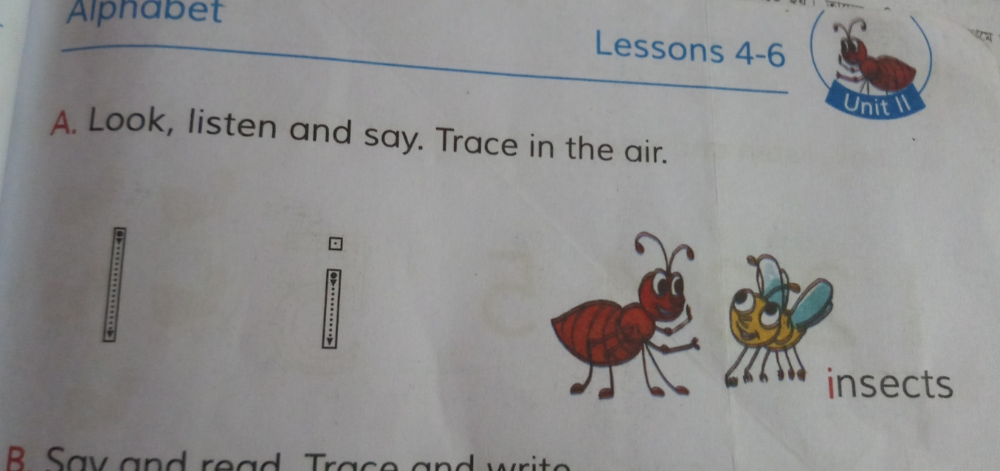 Alphabet
Lessons 4-6
Unit II
A. Look, listen and say. Trace in the air.
I
i
insects
B. Say and read. Trace and write.